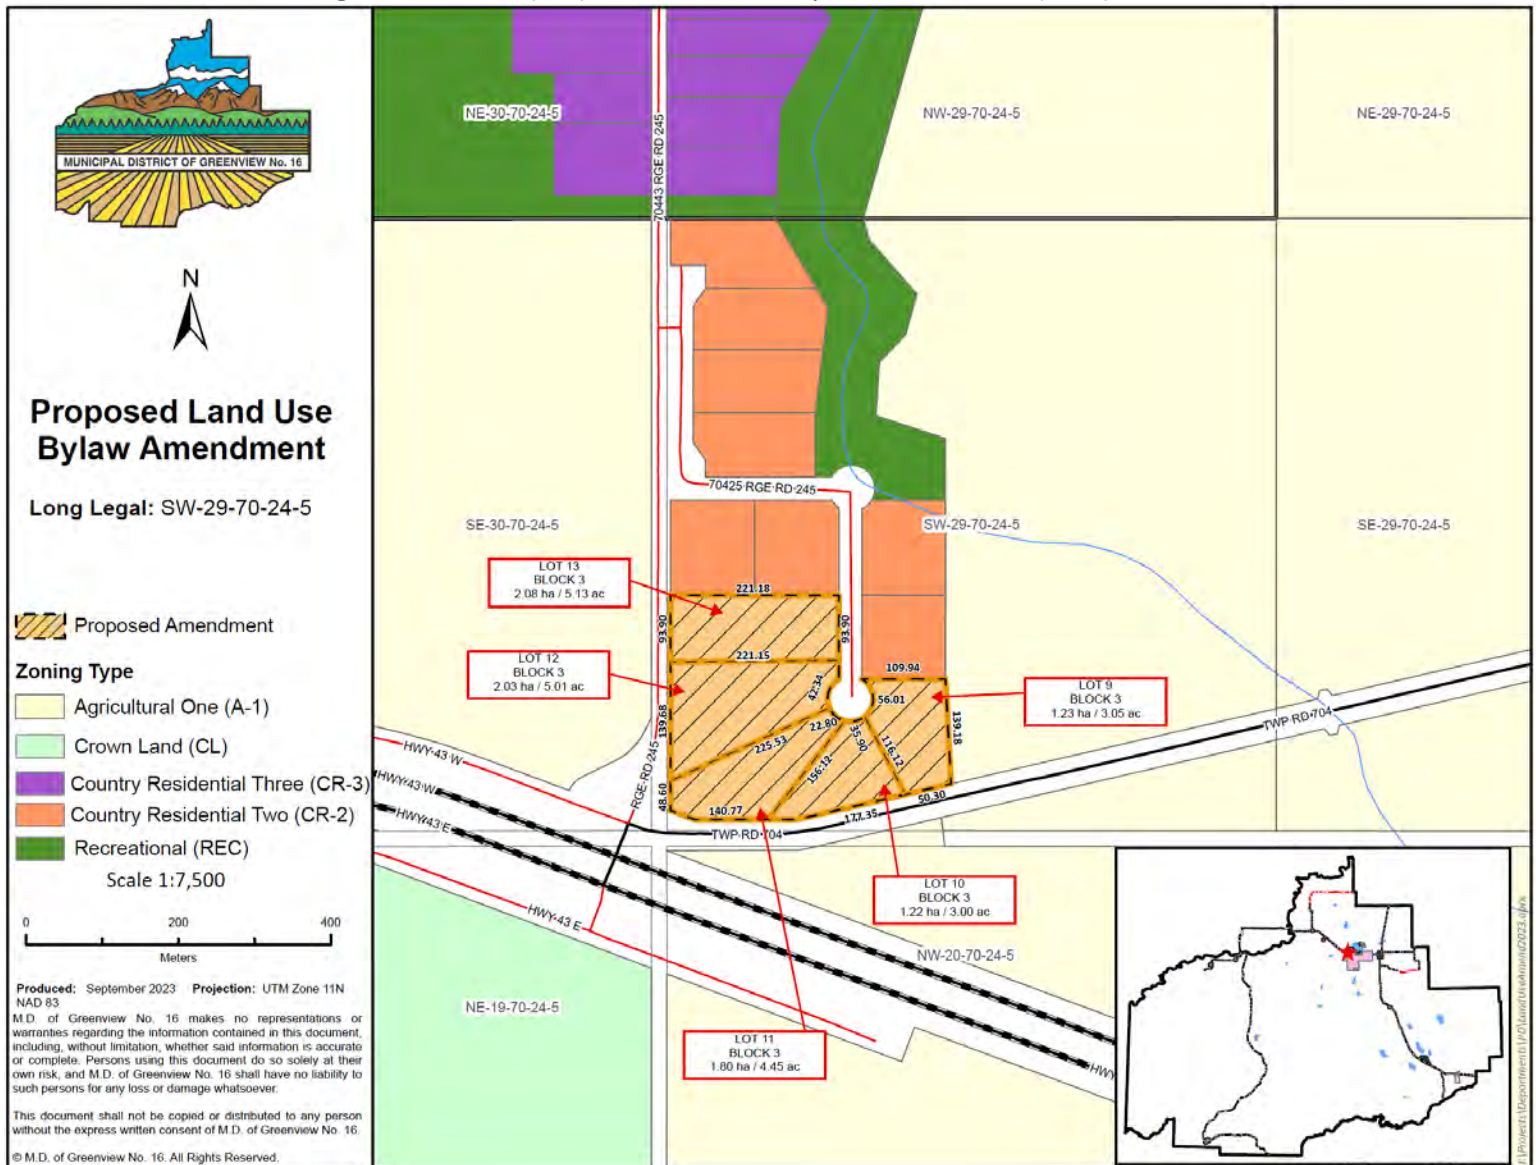 MUNICIPAL DISTRICT OF GREENVIEW No. 16
N
Proposed Land Use
Bylaw Amendment
Long Legal: SW-29-70-24-5
Proposed Amendment
Zoning Type
Agricultural One (A-1)
Crown Land (CL)
Country Residential Three (CR-3)
Country Residential Two (CR-2)
Recreational (REC)
Scale 1:7,500
0 200 400
Meters
Produced: September 2023 Projection: UTM Zone 11N
NAD 83
M.D. of Greenview No. 16 makes no representations or
warranties regarding the information contained in this document,
including, without limitation, whether said information is accurate
or complete. Persons using this document do so solely at their
own risk, and M.D. of Greenview No. 16 shall have no liability to
such persons for any loss or damage whatsoever.
This document shall not be copied or distributed to any person
without the express written consent of M.D. of Greenview No. 16.
© M.D. of Greenview No. 16. All Rights Reserved.
NE-30-70-24-5
NW-29-70-24-5
NE-29-70-24-5
70443 RGE RD 245
70425 RGE RD 245
SE-30-70-24-5
SW-29-70-24-5
SE-29-70-24-5
LOT 13
BLOCK 3
2.08 ha / 5.13 ac
221.18
93.90
93.90
LOT 12
BLOCK 3
2.03 ha / 5.01 ac
221.15
109.94
42.34
56.01
LOT 9
BLOCK 3
1.23 ha / 3.05 ac
139.68
22.80
35.90
139.18
225.53
116.12
156.12
48.60
140.77
177.35
50.30
TWP RD 704
TWP RD 704
RGE RD 245
HWY 43 W
HWY 43 W
HWY 43 E
HWY 43 E
HWY
LOT 10
BLOCK 3
1.22 ha / 3.00 ac
NW-20-70-24-5
NE-19-70-24-5
LOT 11
BLOCK 3
1.80 ha / 4.45 ac